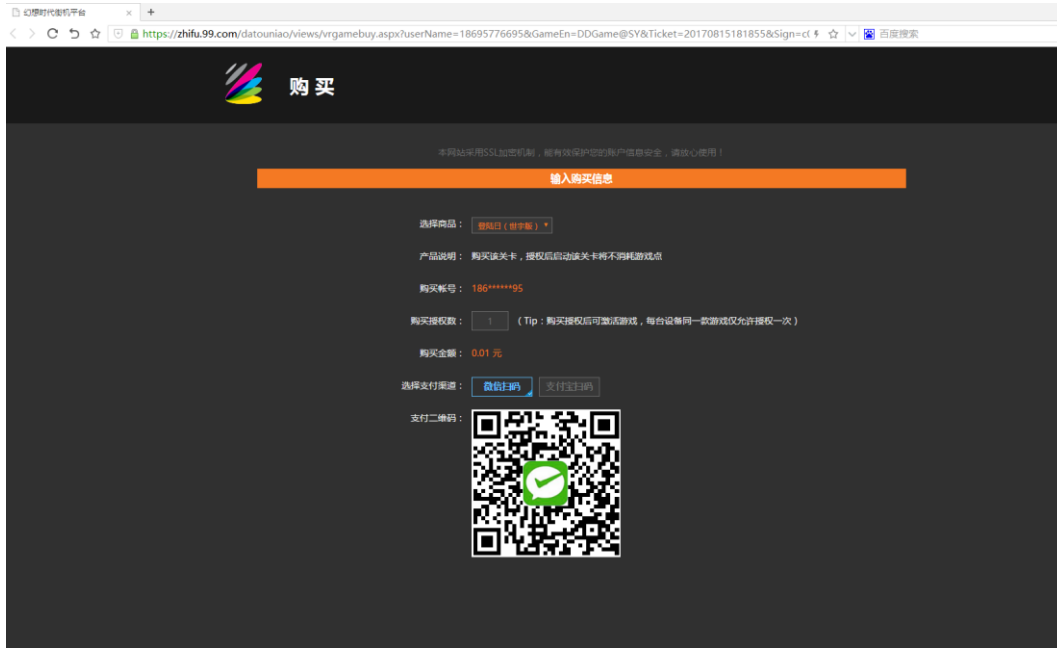 幻想时代街机平台
https://zhifu.99.com/datouniao/views/vrgamebuy.aspx?userName=18695776695&GameEn=DDGame@SY&Ticket=20170815181855&Sign=c( 百度搜索
购 买
本网站采用SSL加密机制，能有效保护您的账户信息安全，请放心使用！
输入购买信息
选择商品： 登陆日（世宇版）
产品说明： 购买该关卡，授权后启动该关卡将不消耗游戏点
购买帐号： 186******95
购买授权数： 1 （Tip：购买授权后可激活游戏，每台设备同一款游戏仅允许授权一次）
购买金额： 0.01 元
选择支付渠道： 微信扫码 支付宝扫码
支付二维码：